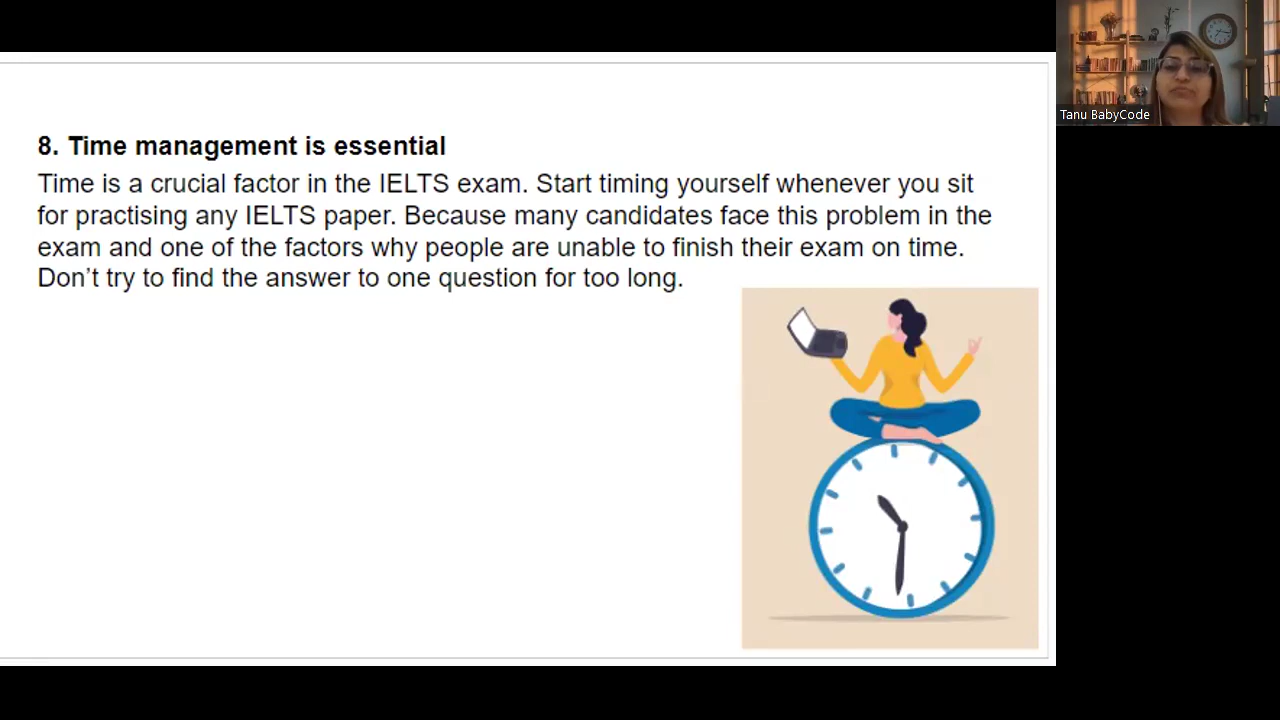 8. Time management is essential
Time is a crucial factor in the IELTS exam. Start timing yourself whenever you sit
for practising any IELTS paper. Because many candidates face this problem in the
exam and one of the factors why people are unable to finish their exam on time.
Don’t try to find the answer to one question for too long.
Tanu BabyCode